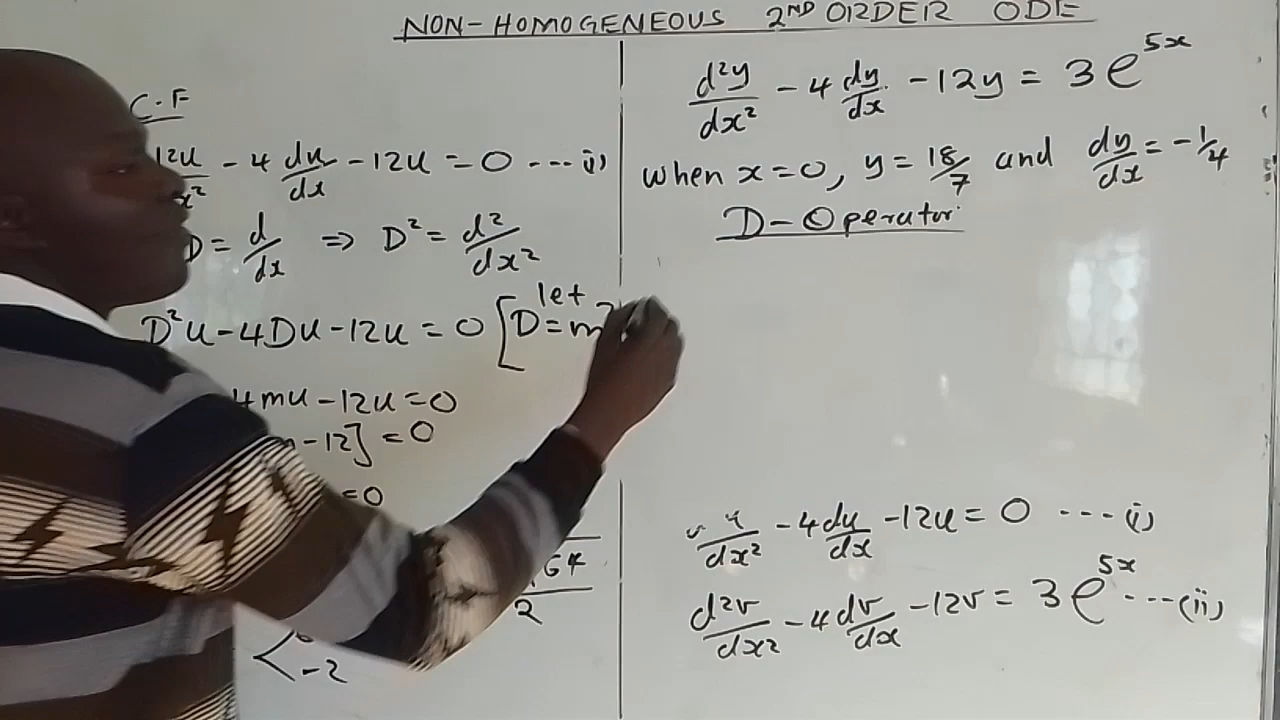 NON-HOMOGENEOUS 2ND ORDER ODE
C.F
d²u/dx² - 4 du/dx - 12u = 0 ---- (i)
D = d/dx ⇒ D² = d²/dx²
D²u - 4Du - 12u = 0 [let D = m
4mu - 12u = 0
- 12] = 0
= 0
64
2
< -2
d²y/dx² - 4 dy/dx - 12y = 3e^5x
when x = 0, y = 18/7 and dy/dx = -1/4
D-Operator
/dx² - 4 du/dx - 12u = 0 ---- (i)
d²v/dx² - 4 dv/dx - 12v = 3e^5x ---- (ii)